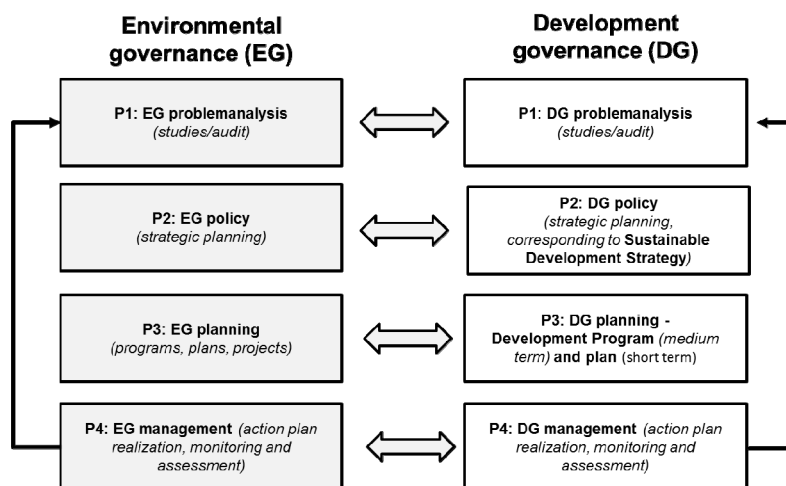 Environmental
governance (EG)
Development
governance (DG)
P1: EG problemanalysis
(studies/audit)
P1: DG problemanalysis
(studies/audit)
P2: EG policy
(strategic planning)
P2: DG policy
(strategic planning,
corresponding to Sustainable
Development Strategy)
P3: EG planning
(programs, plans, projects)
P3: DG planning -
Development Program (medium
term) and plan (short term)
P4: EG management (action plan
realization, monitoring and
assessment)
P4: DG management (action plan
realization, monitoring and
assessment)